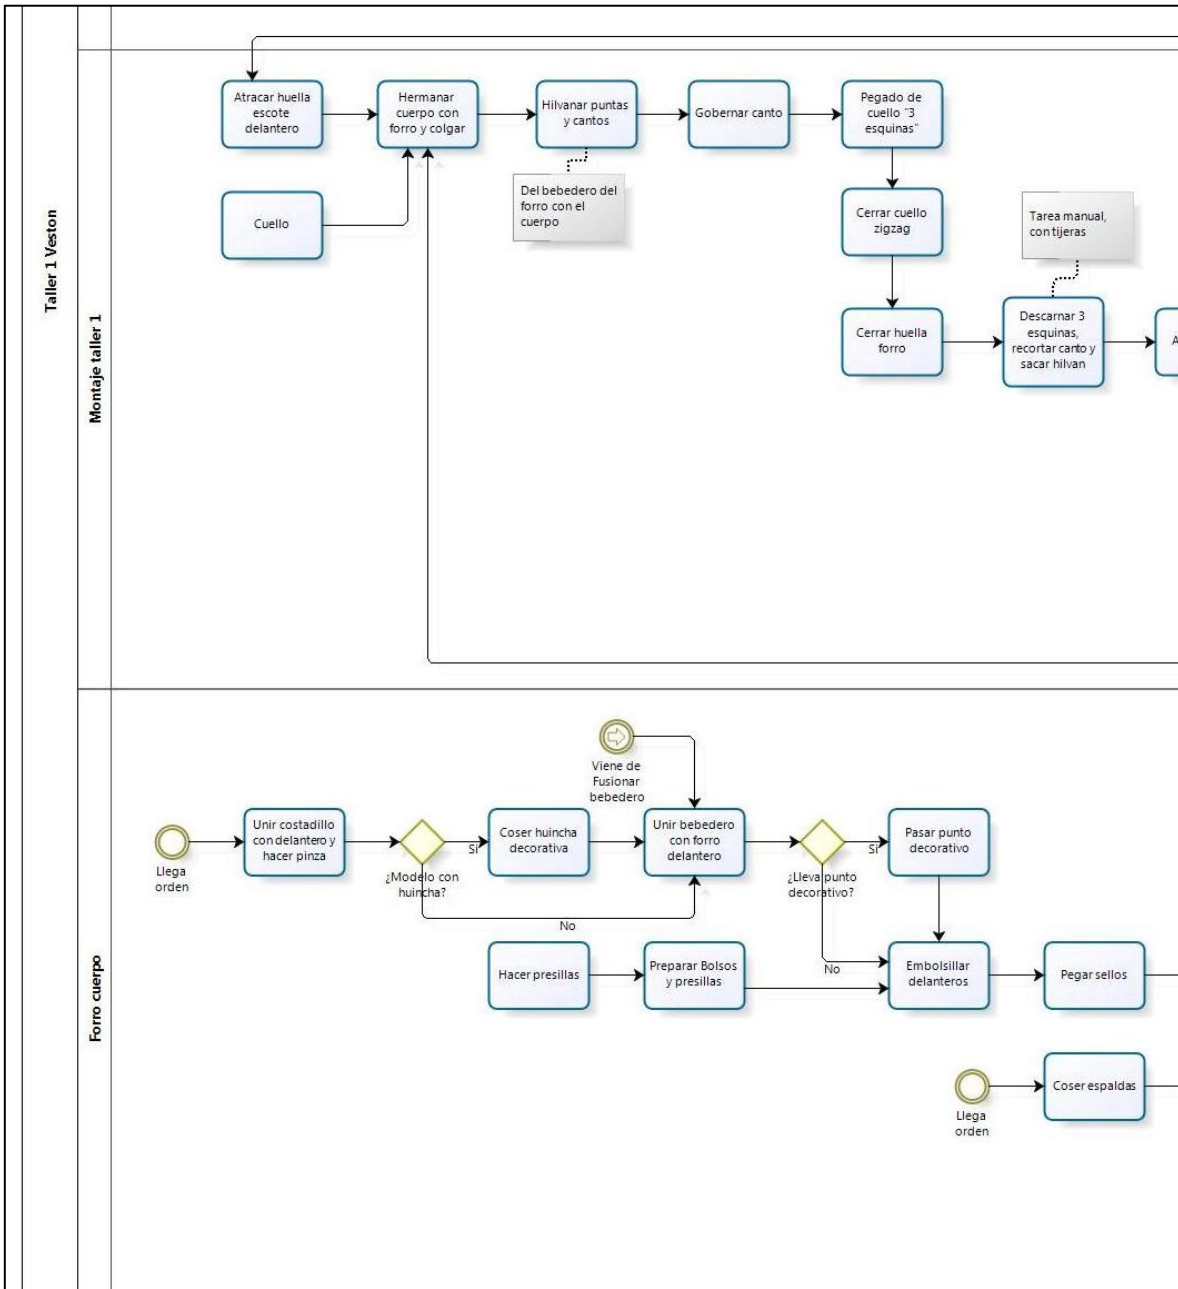 Taller 1 Veston
Montaje taller 1
Atracar huella
escote
delantero
Hermanar
cuerpo con
forro y colgar
Hilvanar puntas
y cantos
Gobernar canto
Pegado de
cuello "3
esquinas"
Cuello
Del bebedero del
forro con el
cuerpo
Cerrar cuello
zigzag
Tarea manual,
con tijeras
Cerrar huella
forro
Descarnar 3
esquinas,
recortar canto y
sacar hilvan
A
Forro cuerpo
Viene de
Fusionar
bebedero
Llega
orden
Unir costadillo
con delantero y
hacer pinza
¿Modelo con
huincha?
Sí
No
Coser huincha
decorativa
Unir bebedero
con forro
delantero
¿Lleva punto
decorativo?
Sí
No
Pasar punto
decorativo
Hacer presillas
Preparar Bolsos
y presillas
Embolsillar
delanteros
Pegar sellos
Llega
orden
Coser espaldas